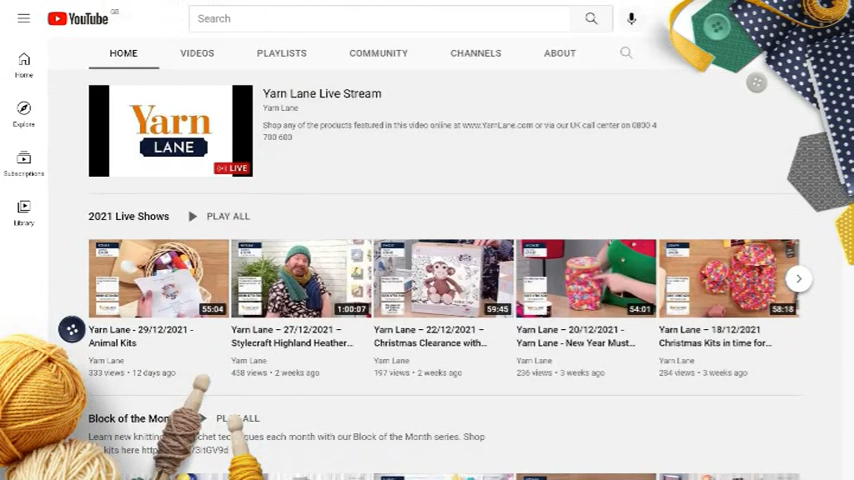 YouTube GB
Search
Home
Explore
Subscriptions
Library
HOME VIDEOS PLAYLISTS COMMUNITY CHANNELS ABOUT
Yarn
LANE
LIVE
Yarn Lane Live Stream
Yarn Lane
Shop any of the products featured in this video online at www.YarnLane.com or via our UK call center on 0800 4
700 600
2021 Live Shows PLAY ALL
55:04 1:00:07 59:45 54:01 58:18
Yarn Lane - 29/12/2021 -
Animal Kits
Yarn Lane
333 views • 12 days ago
Yarn Lane – 27/12/2021 –
Stylecraft Highland Heather...
Yarn Lane
458 views • 2 weeks ago
Yarn Lane – 22/12/2021 –
Christmas Clearance with...
Yarn Lane
197 views • 2 weeks ago
Yarn Lane – 20/12/2021 -
Yarn Lane - New Year Must...
Yarn Lane
236 views • 3 weeks ago
Yarn Lane – 18/12/2021
Christmas Kits in time for...
Yarn Lane
284 views • 3 weeks ago
Block of the Mon PLAY ALL
Learn new knitting crochet techniques each month with our Block of the Month series. Shop
kits here